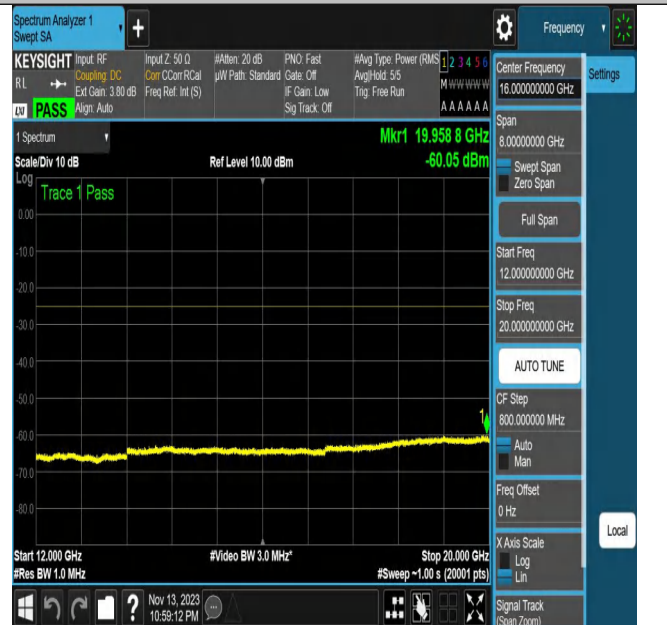 Spectrum Analyzer 1
Swept SA
+
Frequency
KEYSIGHT
RL
LXI
PASS
Input: RF
Coupling: DC
Ext Gain: 3.80 dB
Align: Auto
Input Z: 50 Ω
Corr CCorr RCal
Freq Ref: Int (S)
#Atten: 20 dB
µW Path: Standard
PNO: Fast
Gate: Off
IF Gain: Low
Sig Track: Off
#Avg Type: Power (RMS
Avg|Hold: 5/5
Trig: Free Run
1 2 3 4 5 6
M W W W W W
A A A A A A
1 Spectrum
Scale/Div 10 dB
Ref Level 10.00 dBm
Mkr1 19.958 8 GHz
-60.05 dBm
Log
Trace 1 Pass
0.00
-10.0
-20.0
-30.0
-40.0
-50.0
-60.0
-70.0
-80.0
1
Start 12.000 GHz
#Video BW 3.0 MHz*
Stop 20.000 GHz
#Res BW 1.0 MHz
#Sweep ~1.00 s (20001 pts)
Center Frequency
16.000000000 GHz
Settings
Span
8.00000000 GHz
Swept Span
Zero Span
Full Span
Start Freq
12.000000000 GHz
Stop Freq
20.000000000 GHz
AUTO TUNE
CF Step
800.000000 MHz
Auto
Man
Freq Offset
0 Hz
X Axis Scale
Log
Lin
Local
Signal Track
(Span Zoom)
?
Nov 13, 2023
10:59:12 PM